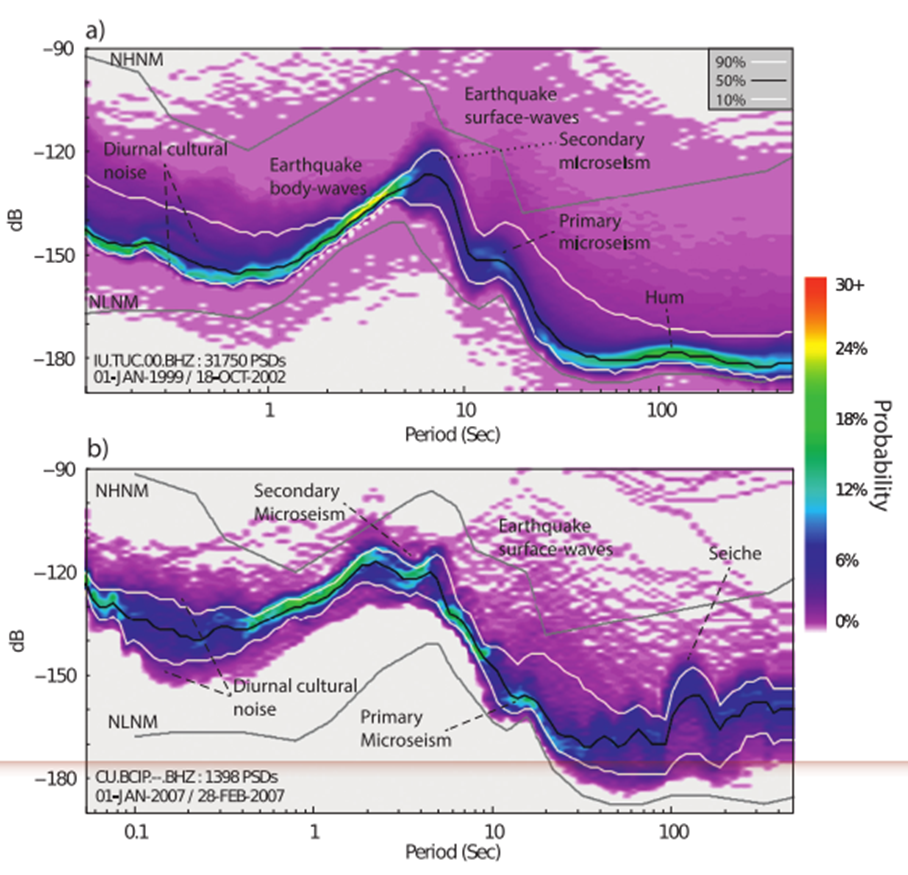 a)
−90
−120
−150
−180
dB
NHNM
90%
50%
10%
Earthquake
surface-waves
Secondary
microseism
Diurnal cultural
noise
Earthquake
body-waves
Primary
microseism
Hum
NLNM
IU.TUC.00.BHZ : 31750 PSDs
01-JAN-1999 / 18-OCT-2002
1
10
100
Period (Sec)
30+
24%
18%
12%
6%
0%
Probability
b)
−90
−120
−150
−180
dB
NHNM
Secondary
Microseism
Earthquake
surface-waves
Seiche
Diurnal cultural
noise
NLNM
Primary
Microseism
CU.BCIP.--.BHZ : 1398 PSDs
01-JAN-2007 / 28-FEB-2007
0.1
1
10
100
Period (Sec)